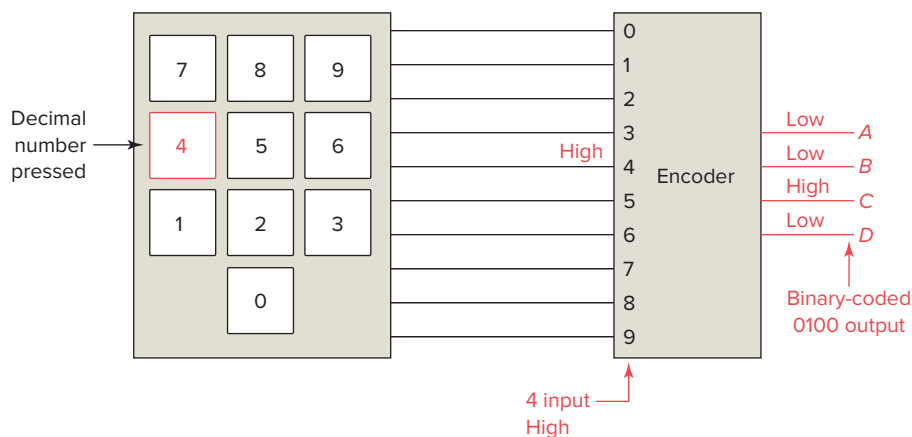 Decimal
number
pressed
7 8 9
4 5 6
1 2 3
0
High
0
1
2
3
4
5
6
7
8
9
Encoder
4 input
High
Low A
Low B
High C
Low D
Binary-coded
0100 output